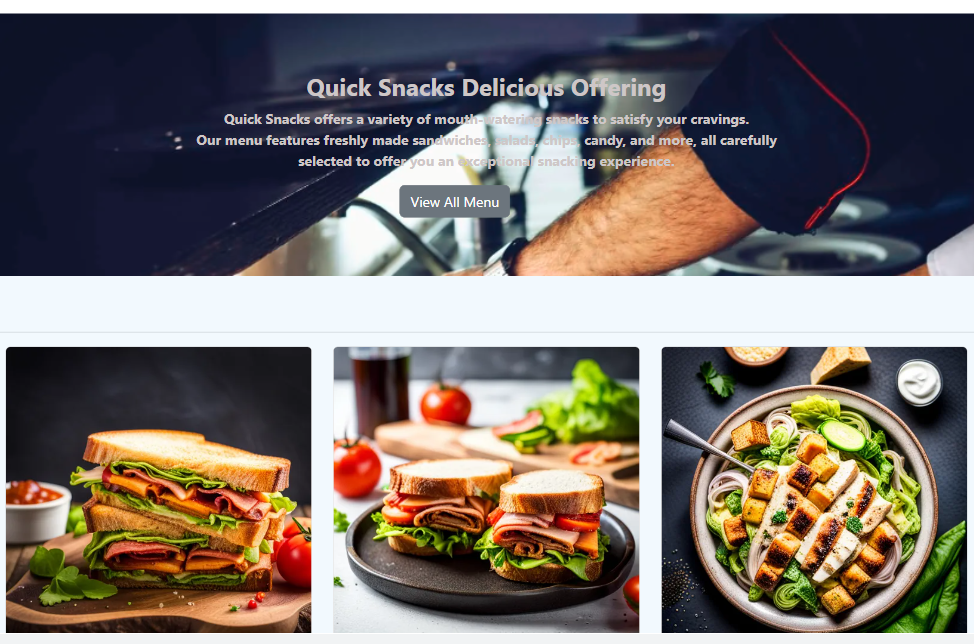 Quick Snacks Delicious Offering
Quick Snacks offers a variety of mouth-watering snacks to satisfy your cravings.
Our menu features freshly made sandwiches, salads, chips, candy, and more, all carefully
selected to offer you an exceptional snacking experience.
View All Menu